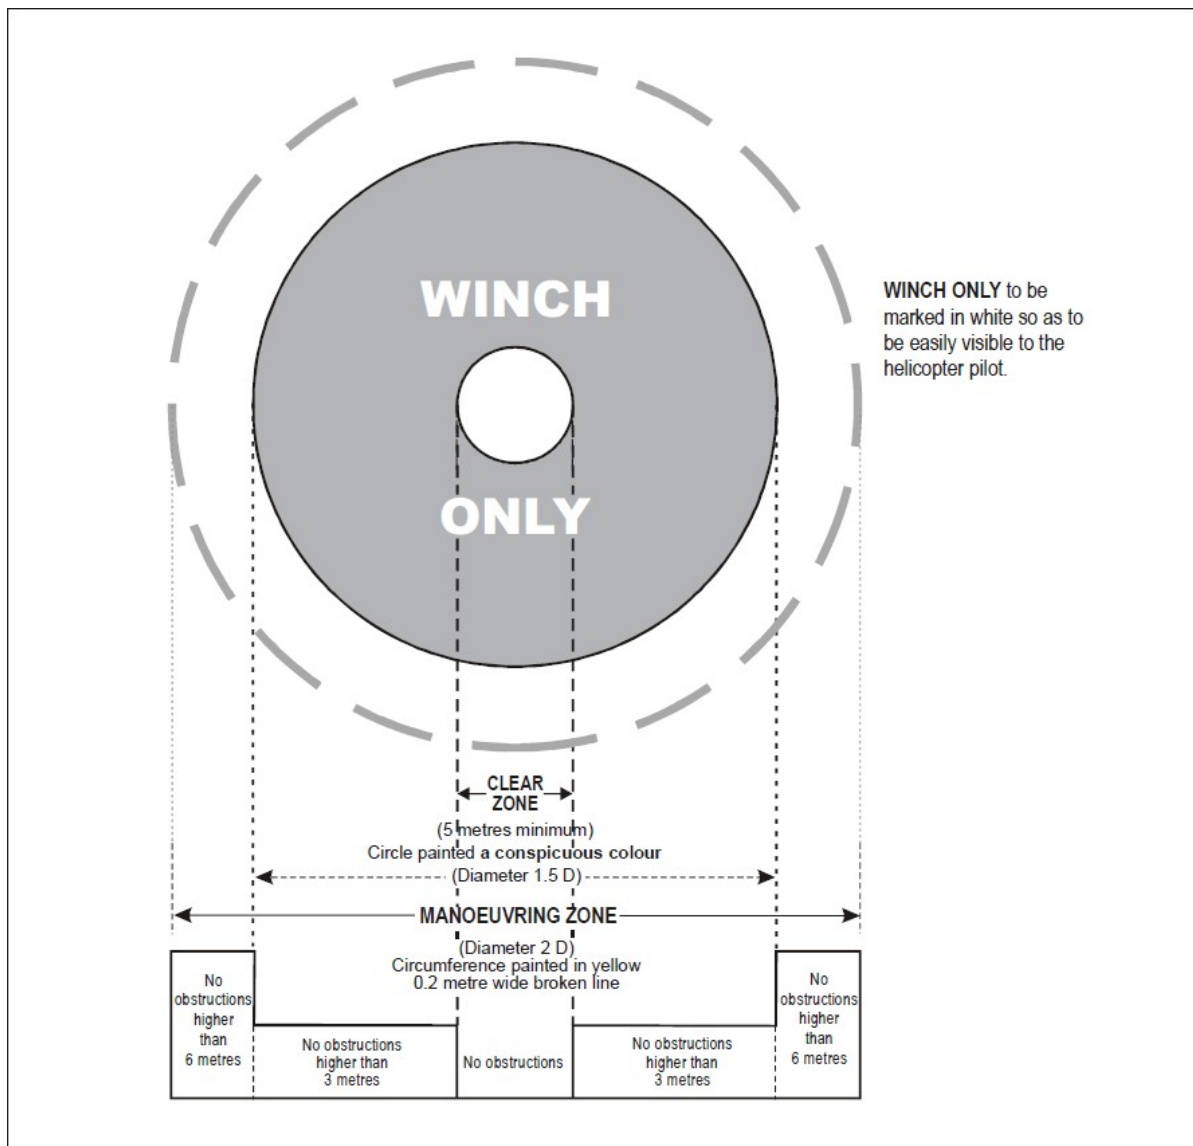 WINCH
ONLY
WINCH ONLY to be
marked in white so as to
be easily visible to the
helicopter pilot.
CLEAR
ZONE
(5 metres minimum)
Circle painted a conspicuous colour
(Diameter 1.5 D)
MANOEUVRING ZONE
(Diameter 2 D)
Circumference painted in yellow
0.2 metre wide broken line
No
obstructions
higher
than
6 metres
No obstructions
higher than
3 metres
No obstructions
No obstructions
higher than
3 metres
No
obstructions
higher
than
6 metres